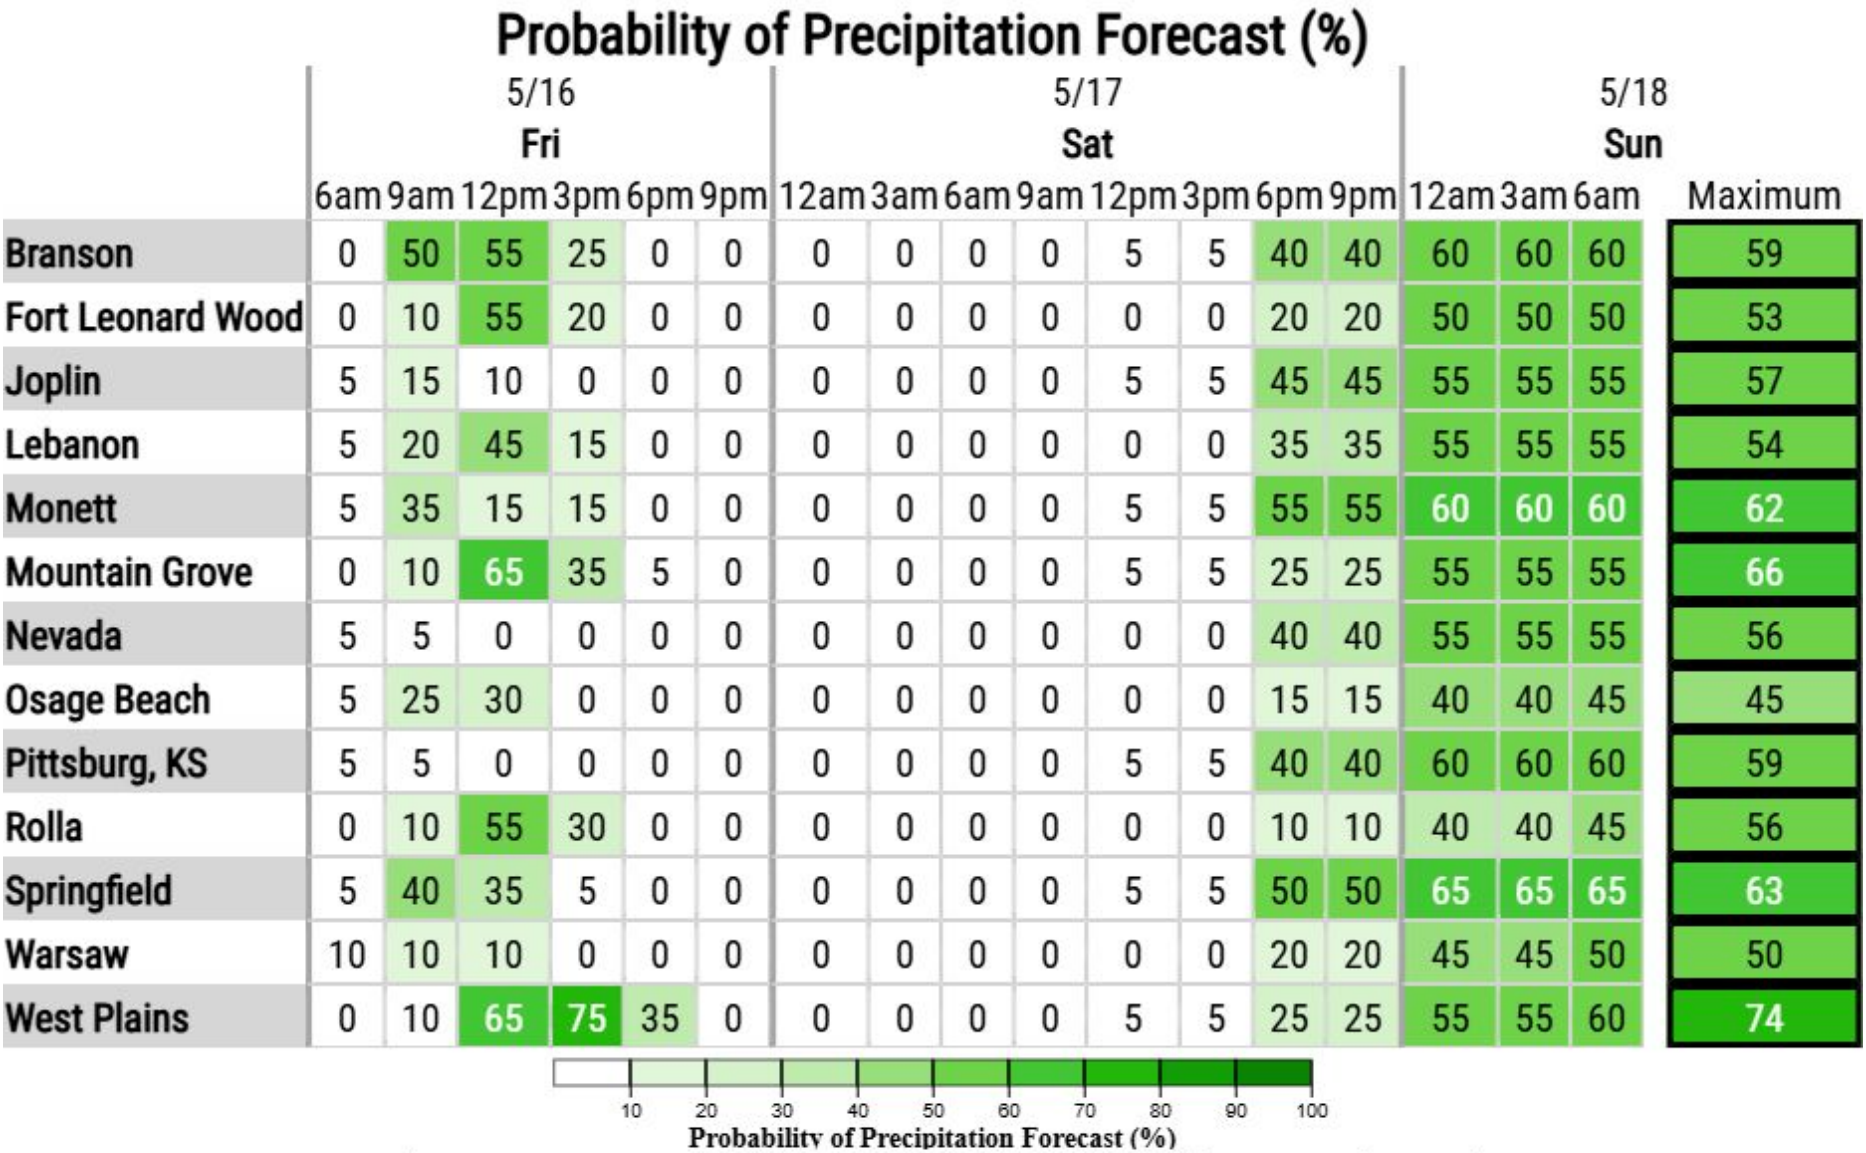 Probability of Precipitation Forecast (%)
5/16 5/17 5/18
Fri Sat Sun
6am 9am 12pm 3pm 6pm 9pm 12am 3am 6am 9am 12pm 3pm 6pm 9pm 12am 3am 6am Maximum
Branson 0 50 55 25 0 0 0 0 0 0 5 5 40 40 60 60 60 59
Fort Leonard Wood 0 10 55 20 0 0 0 0 0 0 0 0 20 20 50 50 50 53
Joplin 5 15 10 0 0 0 0 0 0 0 5 5 45 45 55 55 55 57
Lebanon 5 20 45 15 0 0 0 0 0 0 0 0 35 35 55 55 55 54
Monett 5 35 15 15 0 0 0 0 0 0 5 5 55 55 60 60 60 62
Mountain Grove 0 10 65 35 5 0 0 0 0 0 5 5 25 25 55 55 55 66
Nevada 5 5 0 0 0 0 0 0 0 0 0 0 40 40 55 55 55 56
Osage Beach 5 25 30 0 0 0 0 0 0 0 0 0 15 15 40 40 45 45
Pittsburg, KS 5 5 0 0 0 0 0 0 0 0 5 5 40 40 60 60 60 59
Rolla 0 10 55 30 0 0 0 0 0 0 0 0 10 10 40 40 45 56
Springfield 5 40 35 5 0 0 0 0 0 0 5 5 50 50 65 65 65 63
Warsaw 10 10 10 0 0 0 0 0 0 0 0 0 20 20 45 45 50 50
West Plains 0 10 65 75 35 0 0 0 0 0 5 5 25 25 55 55 60 74
10 20 30 40 50 60 70 80 90 100
Probability of Precipitation Forecast (%)